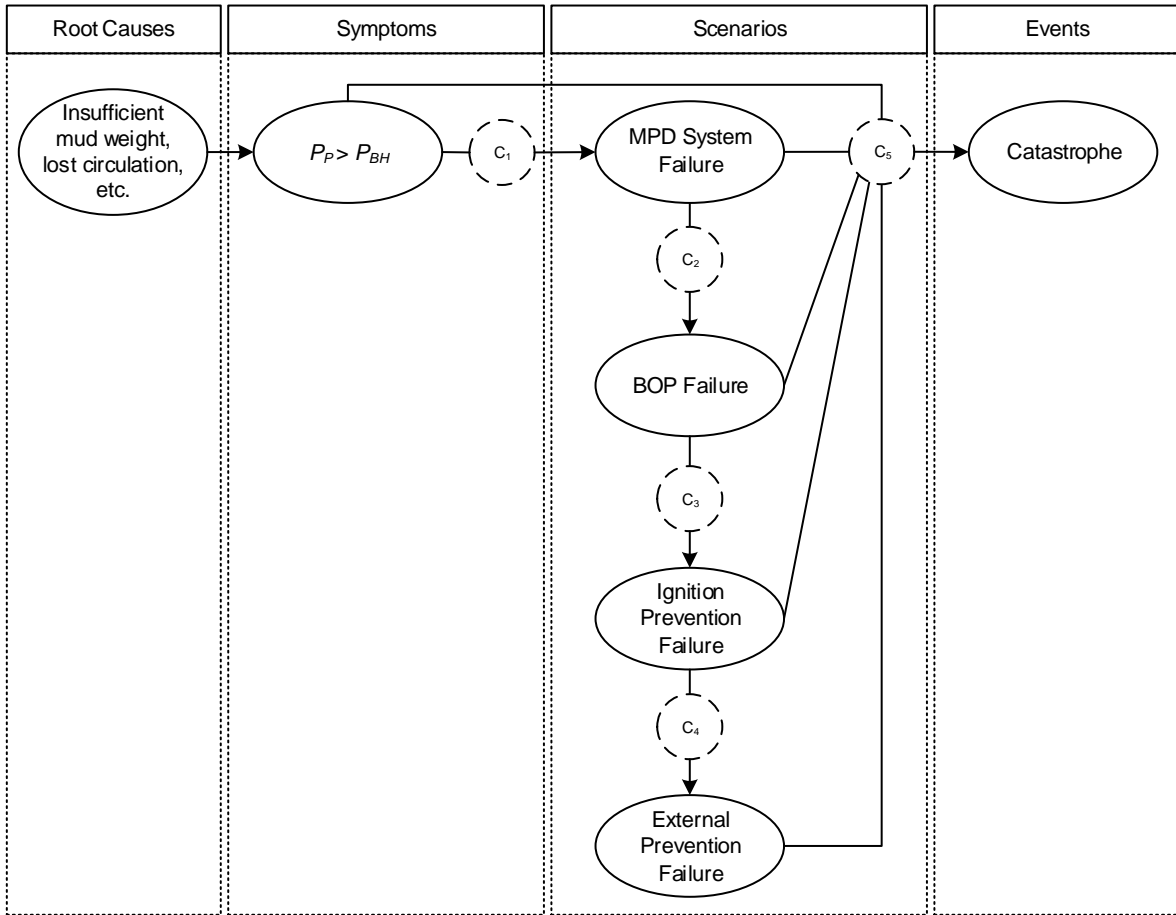 Root Causes
Symptoms
Scenarios
Events
Insufficient
mud weight,
lost circulation,
etc.
P_P > P_BH
C₁
MPD System
Failure
C₅
Catastrophe
C₂
BOP Failure
C₃
Ignition
Prevention
Failure
C₄
External
Prevention
Failure